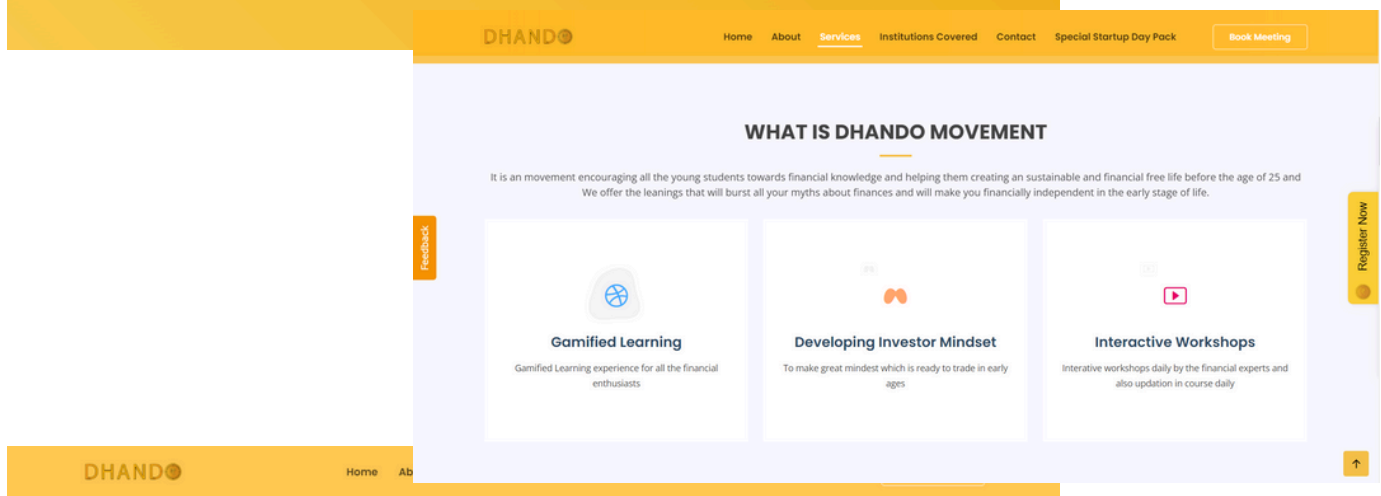 DHANDO
Home About Services Institutions Covered Contact Special Startup Day Pack Book Meeting
WHAT IS DHANDO MOVEMENT
It is an movement encouraging all the young students towards financial knowledge and helping them creating an sustainable and financial free life before the age of 25 and
We offer the leanings that will burst all your myths about finances and will make you financially independent in the early stage of life.
Feedback
Register Now
Gamified Learning
Gamified Learning experience for all the financial
enthusiasts
Developing Investor Mindset
To make great mindest which is ready to trade in early
ages
Interactive Workshops
Interative workshops daily by the financial experts and
also updation in course daily
DHANDO
Home Ab